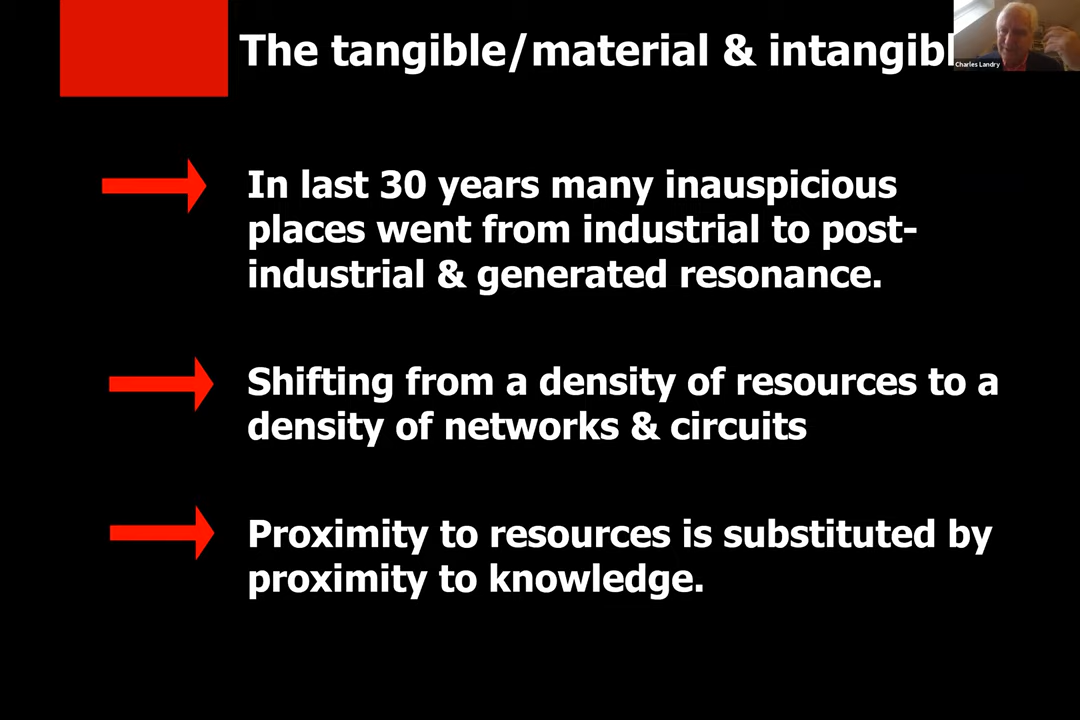 The tangible/material & intangibl
Charles Landry
In last 30 years many inauspicious
places went from industrial to post-
industrial & generated resonance.
Shifting from a density of resources to a
density of networks & circuits
Proximity to resources is substituted by
proximity to knowledge.